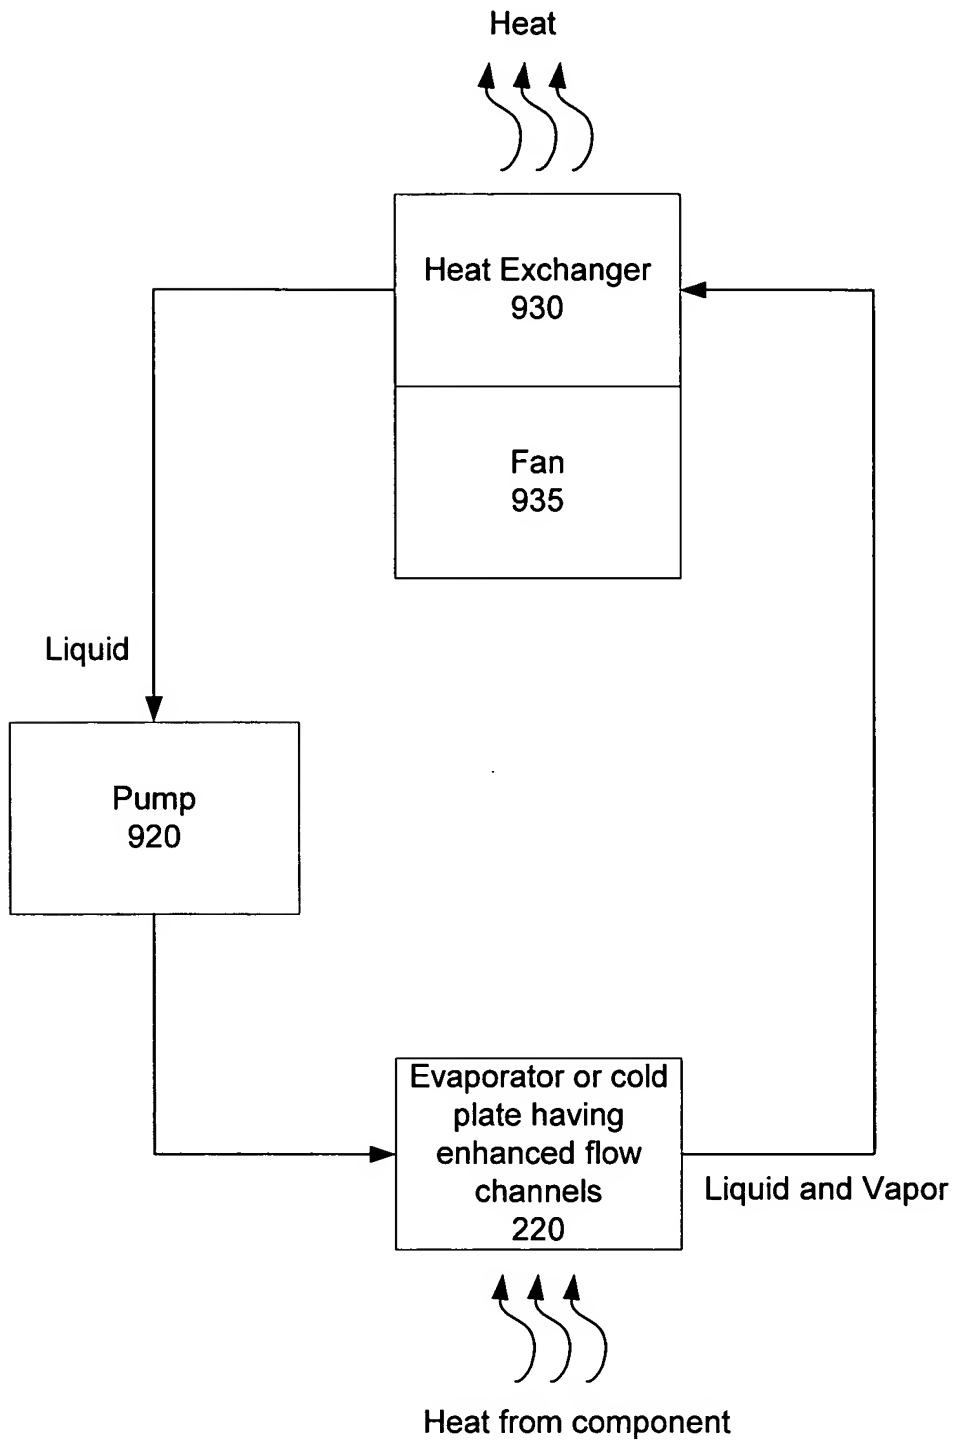 Heat
Heat Exchanger
930
Fan
935
Liquid
Pump
920
Evaporator or cold
plate having
enhanced flow
channels
220
Liquid and Vapor
Heat from component